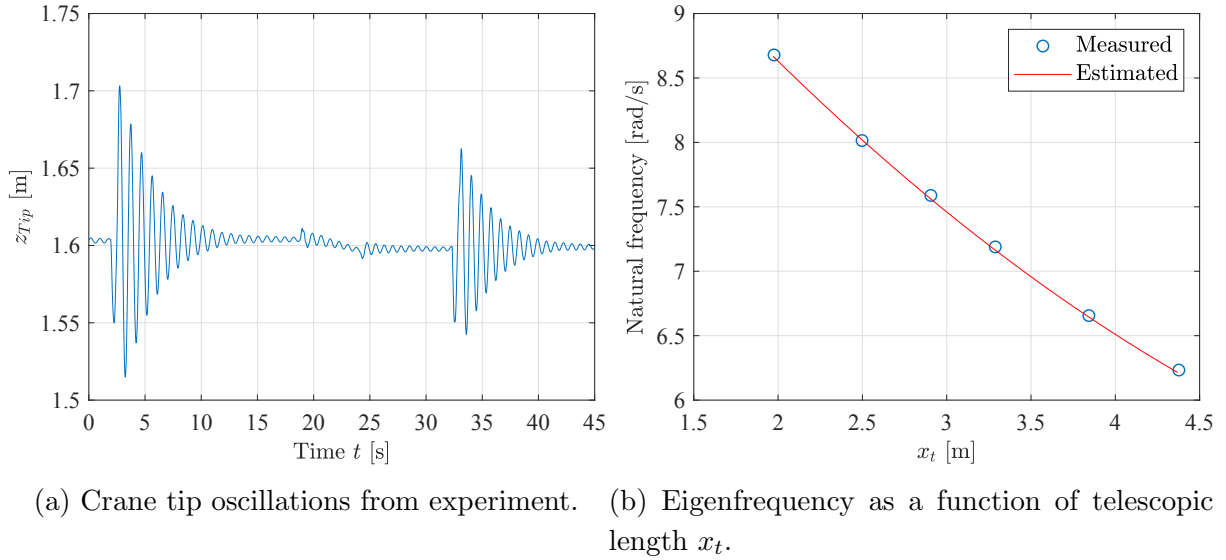 1.75
1.7
1.65
1.6
1.55
1.5
z_{Tip} [m]
0 5 10 15 20 25 30 35 40 45
Time t [s]
9
8.5
8
7.5
7
6.5
6
Natural frequency [rad/s]
Measured
Estimated
1.5 2 2.5 3 3.5 4 4.5
x_t [m]
(a) Crane tip oscillations from experiment.
(b) Eigenfrequency as a function of telescopic
length x_t.